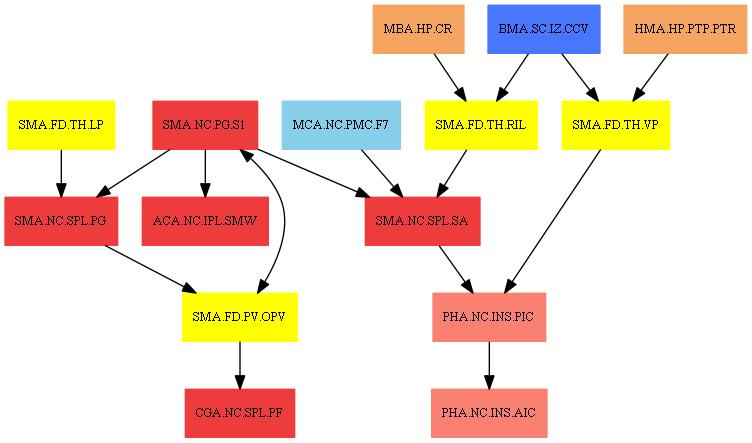 MBA.HP.CR
BMA.SC.IZ.CCV
HMA.HP.PTP.PTR
SMA.FD.TH.LP
SMA.NC.PG.S1
MCA.NC.PMC.F7
SMA.FD.TH.RIL
SMA.FD.TH.VP
SMA.NC.SPL.PG
ACA.NC.IPL.SMW
SMA.NC.SPL.SA
SMA.FD.PV.OPV
PHA.NC.INS.PIC
CGA.NC.SPL.PF
PHA.NC.INS.AIC